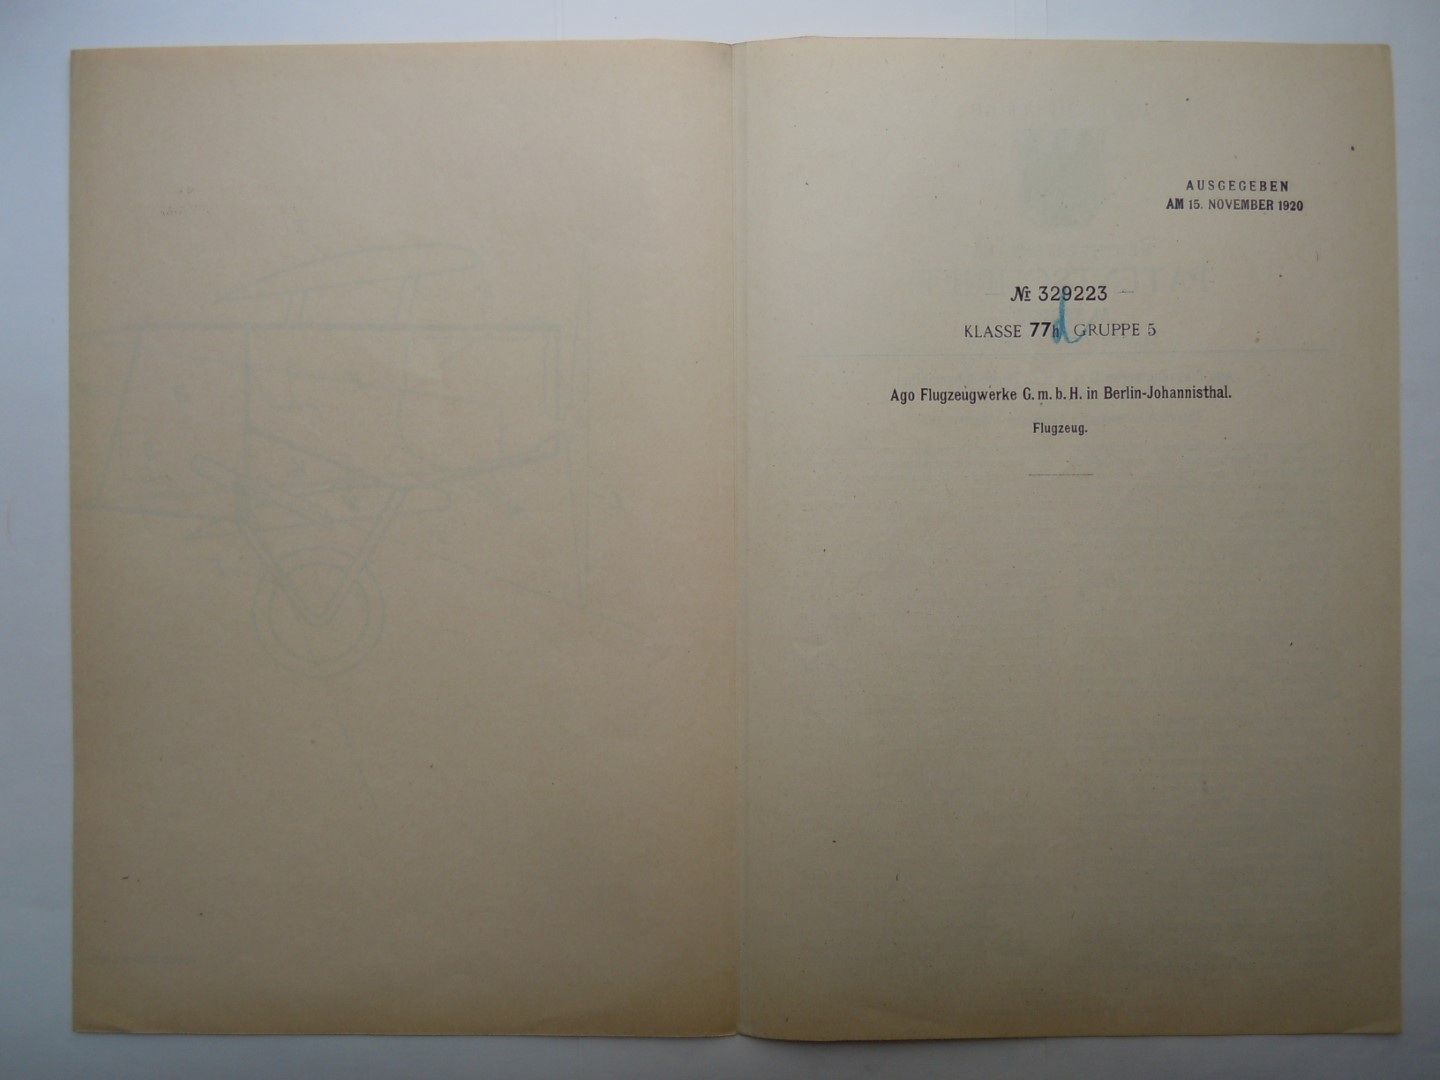 AUSGEGEBEN
AM 15. NOVEMBER 1920
— № 329223 —
KLASSE 77h d GRUPPE 5
Ago Flugzeugwerke G. m. b. H. in Berlin-Johannisthal.
Flugzeug.